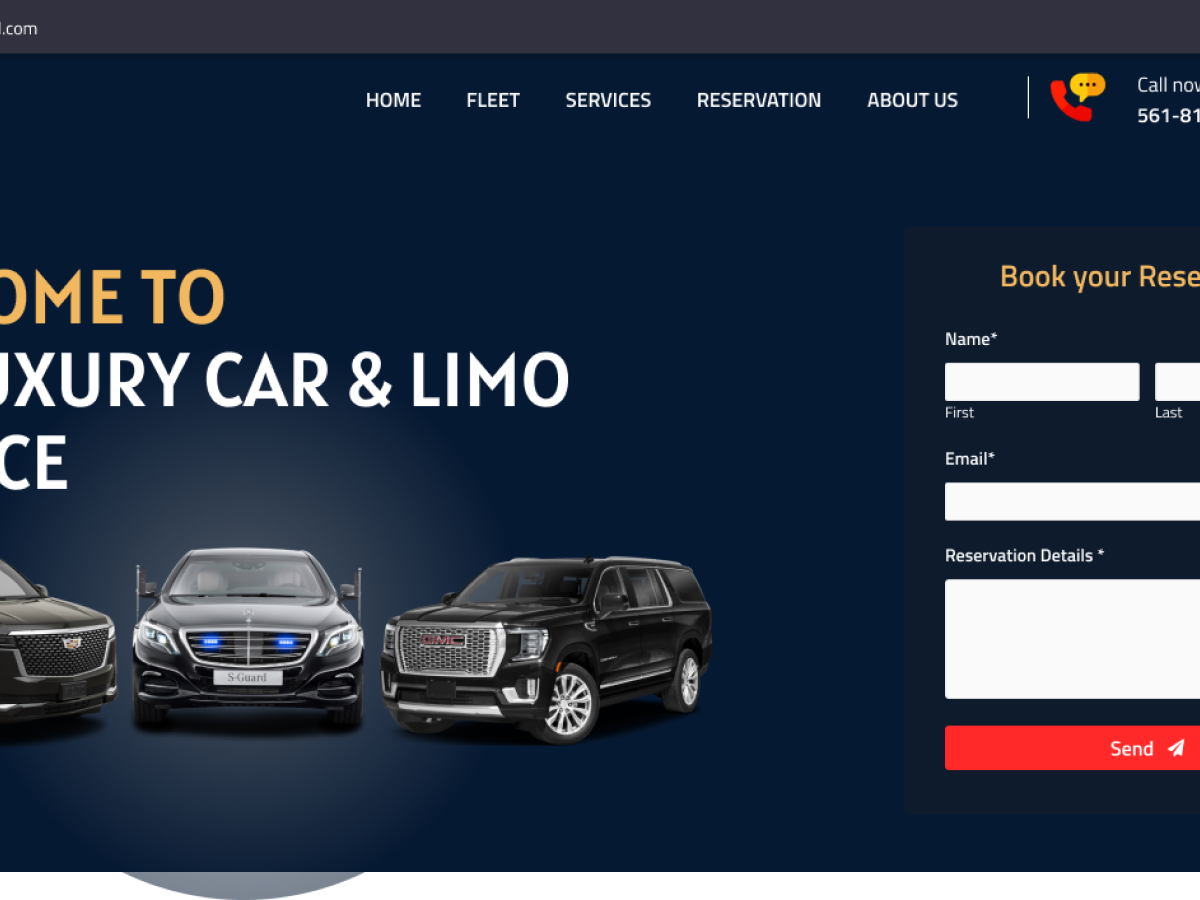 .com
HOME FLEET SERVICES RESERVATION ABOUT US
Call now
561-81
OME TO
UXURY CAR & LIMO
CE
Book your Rese
Name*
First Last
Email*
Reservation Details *
Send
GMC
S-Guard